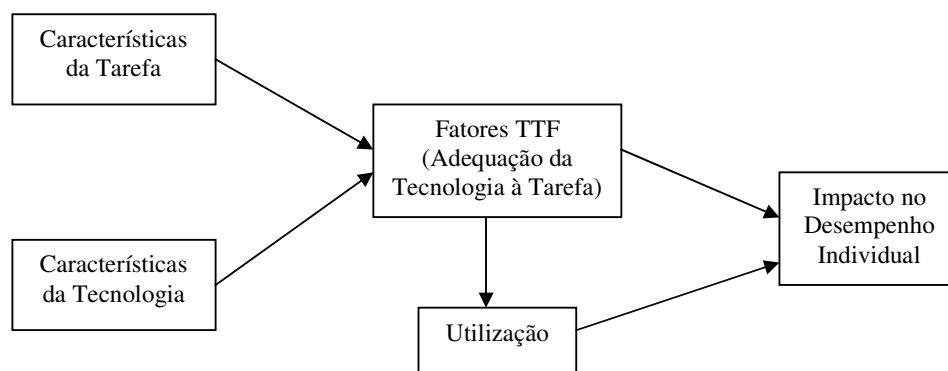 Características
da Tarefa
Fatores TTF
(Adequação da
Tecnologia à Tarefa)
Impacto no
Desempenho
Individual
Características
da Tecnologia
Utilização